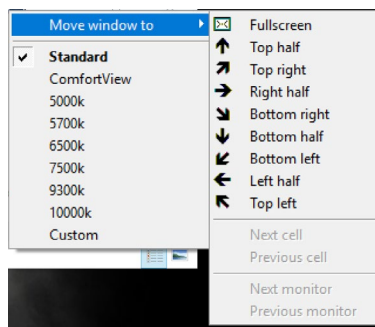 Move window to
Standard
ComfortView
5000k
5700k
6500k
7500k
9300k
10000k
Custom
Fullscreen
Top half
Top right
Right half
Bottom right
Bottom half
Bottom left
Left half
Top left
Next cell
Previous cell
Next monitor
Previous monitor